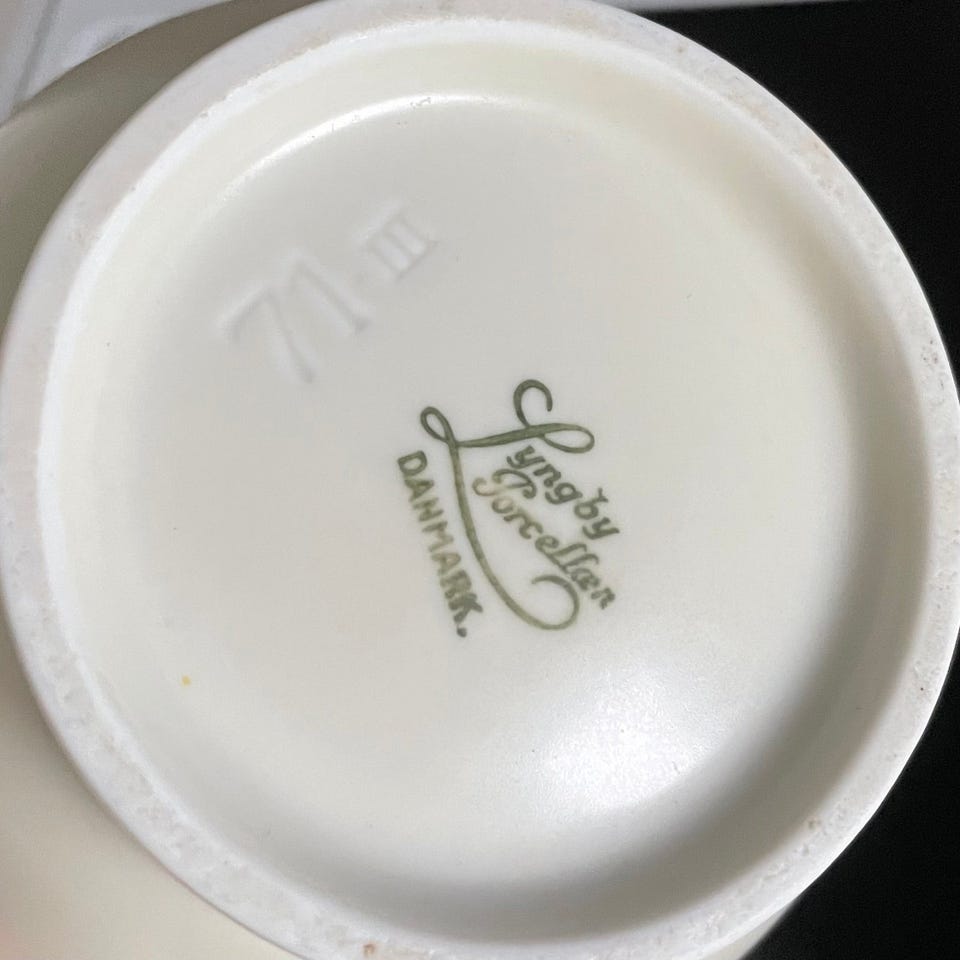 71-III
Lyngby
Porcellæn
DANMARK.